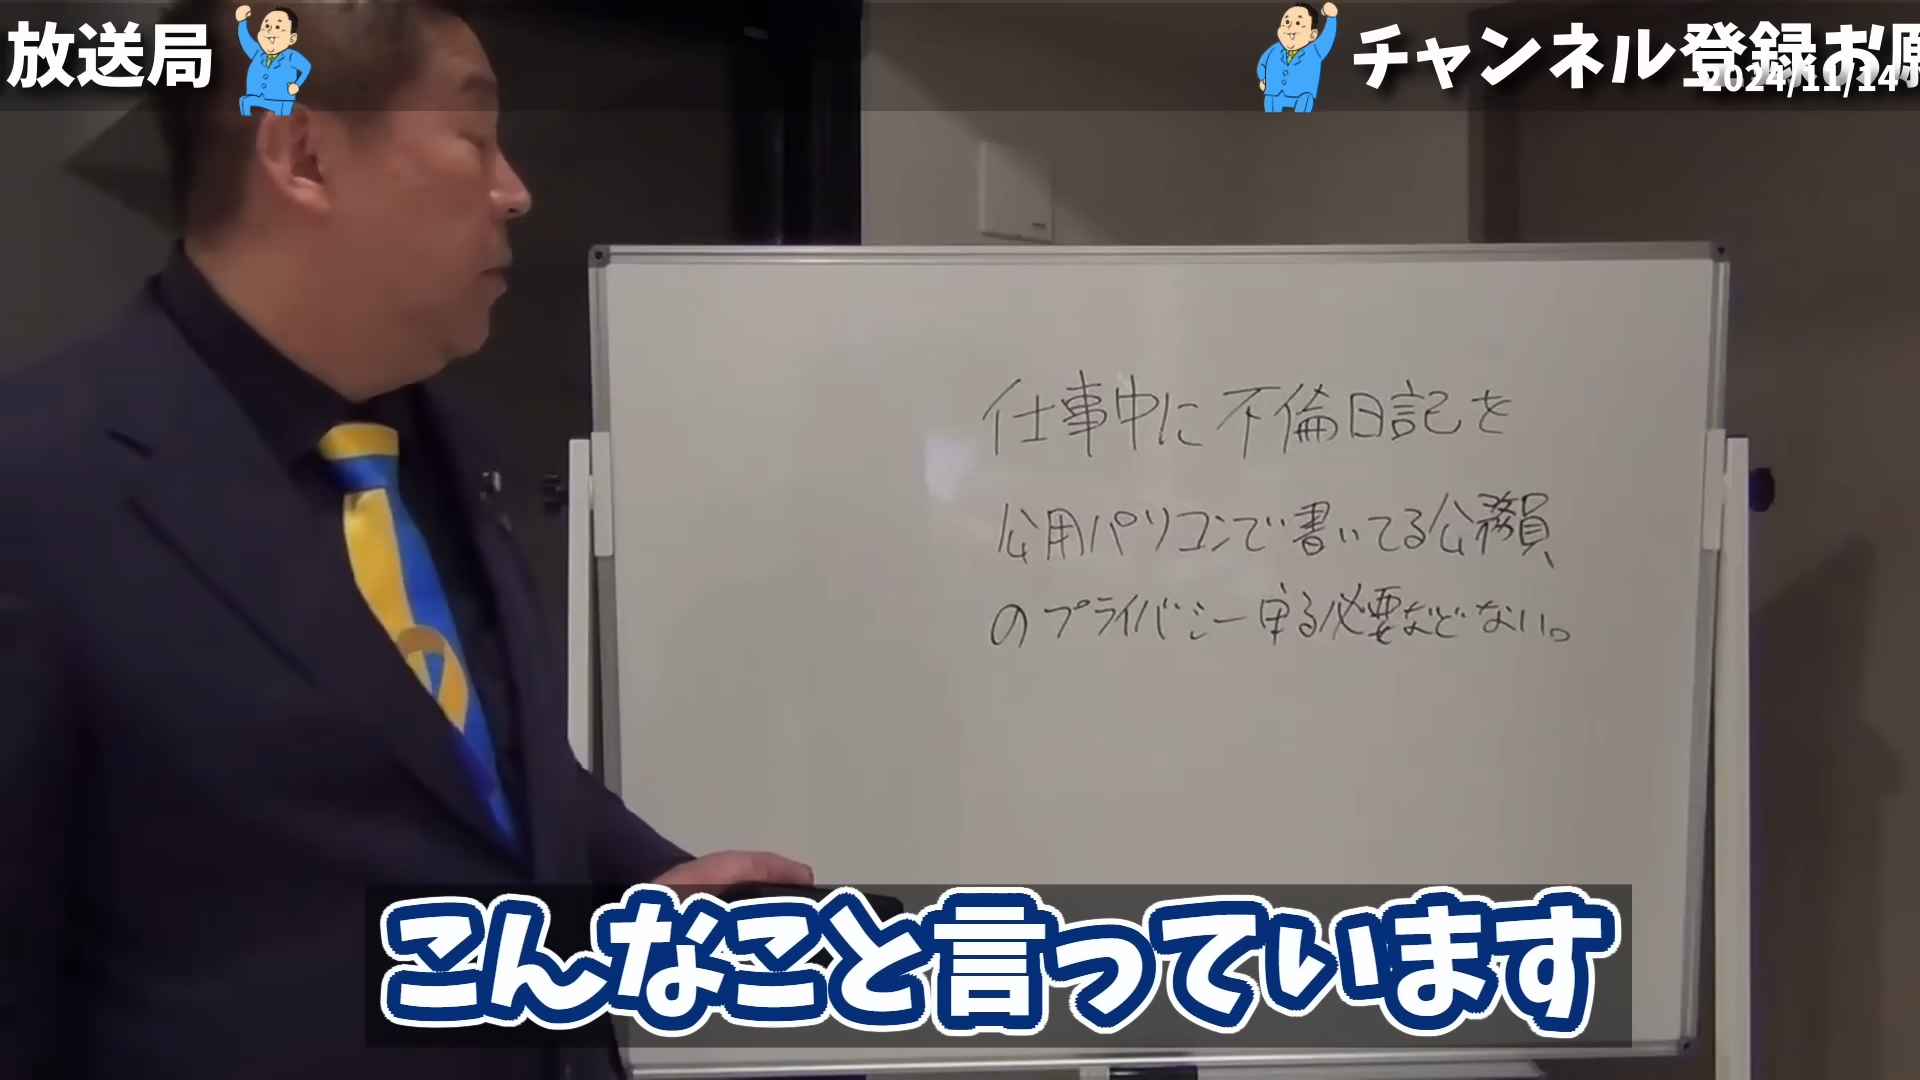 放送局
チャンネル登録お願
2024/11/14
仕事中に不倫日記を
公用パソコンで書いてる公務員
のプライバシー守る必要などない。
こんなこと言っています